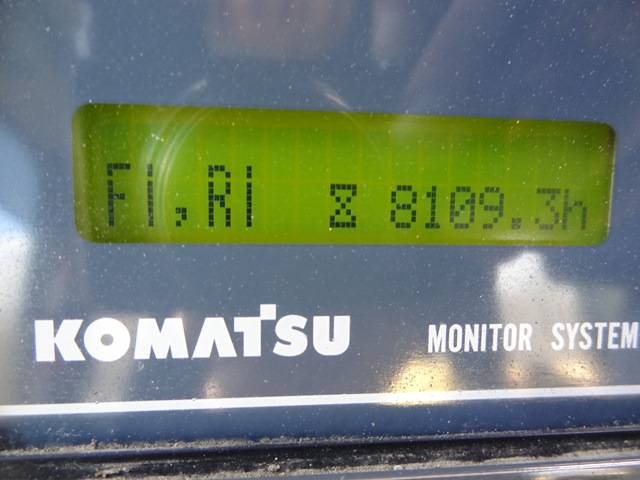 F1,R1 ⧗ 8109.3h
KOMATSU
MONITOR SYSTEM